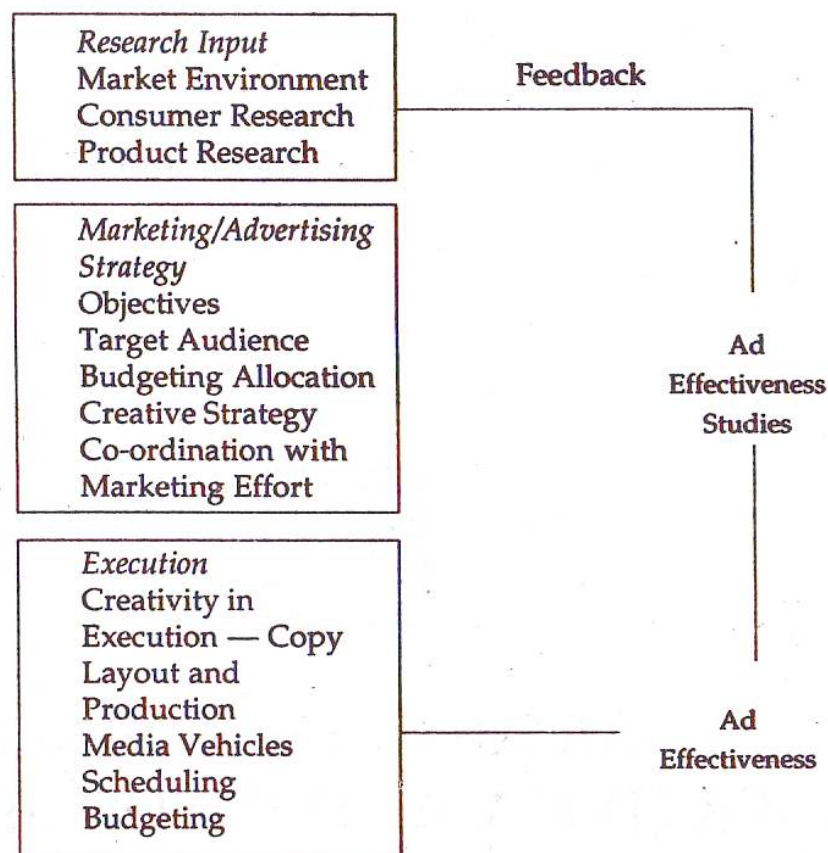 Research Input
Market Environment
Consumer Research
Product Research
Feedback
Marketing/Advertising
Strategy
Objectives
Target Audience
Budgeting Allocation
Creative Strategy
Co-ordination with
Marketing Effort
Ad
Effectiveness
Studies
Execution
Creativity in
Execution — Copy
Layout and
Production
Media Vehicles
Scheduling
Budgeting
Ad
Effectiveness